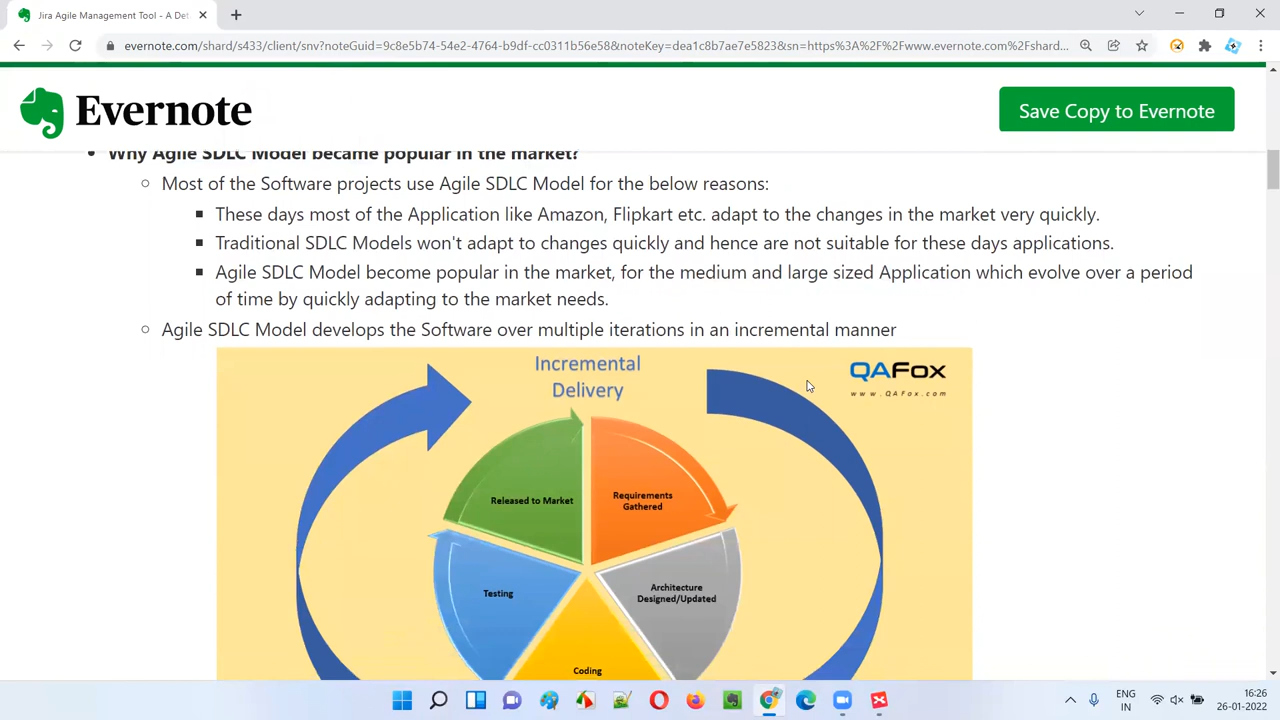 Jira Agile Management Tool - A Det
evernote.com/shard/s433/client/snv?noteGuid=9c8e5b74-54e2-4764-b9df-cc0311b56e58&noteKey=dea1c8b7ae7e5823&sn=https%3A%2F%2Fwww.evernote.com%2Fshard...
Evernote
Save Copy to Evernote
Why Agile SDLC Model became popular in the market?
Most of the Software projects use Agile SDLC Model for the below reasons:
These days most of the Application like Amazon, Flipkart etc. adapt to the changes in the market very quickly.
Traditional SDLC Models won't adapt to changes quickly and hence are not suitable for these days applications.
Agile SDLC Model become popular in the market, for the medium and large sized Application which evolve over a period
of time by quickly adapting to the market needs.
Agile SDLC Model develops the Software over multiple iterations in an incremental manner
Incremental
Delivery
QAFox
www.QAFox.com
Released to Market
Requirements
Gathered
Testing
Architecture
Designed/Updated
Coding
ENG
IN
16:26
26-01-2022